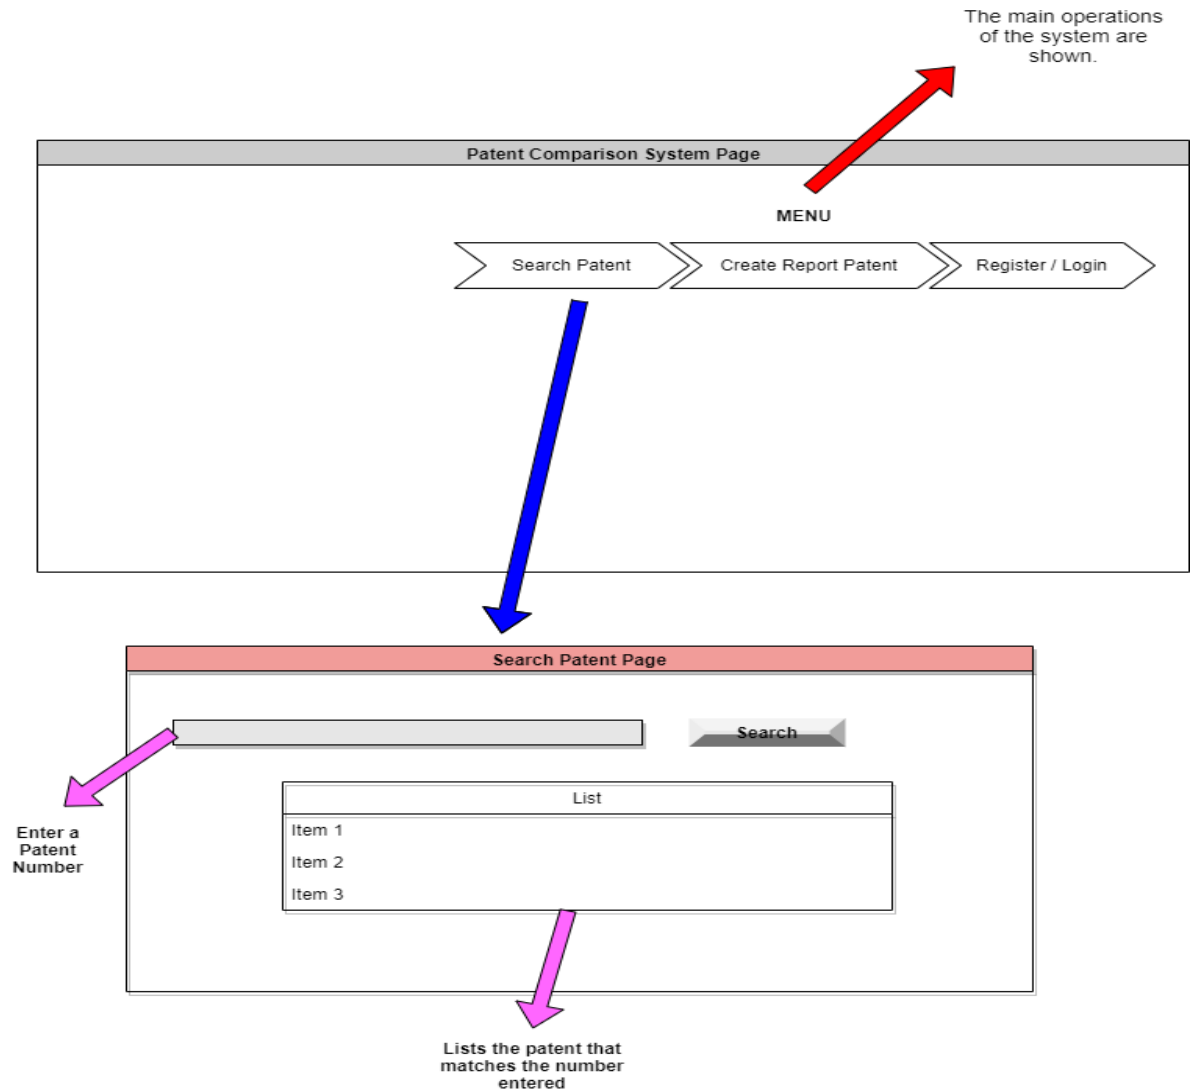 The main operations
of the system are
shown.
Patent Comparison System Page
MENU
Search Patent
Create Report Patent
Register / Login
Search Patent Page
Search
List
Item 1
Item 2
Item 3
Enter a
Patent
Number
Lists the patent that
matches the number
entered